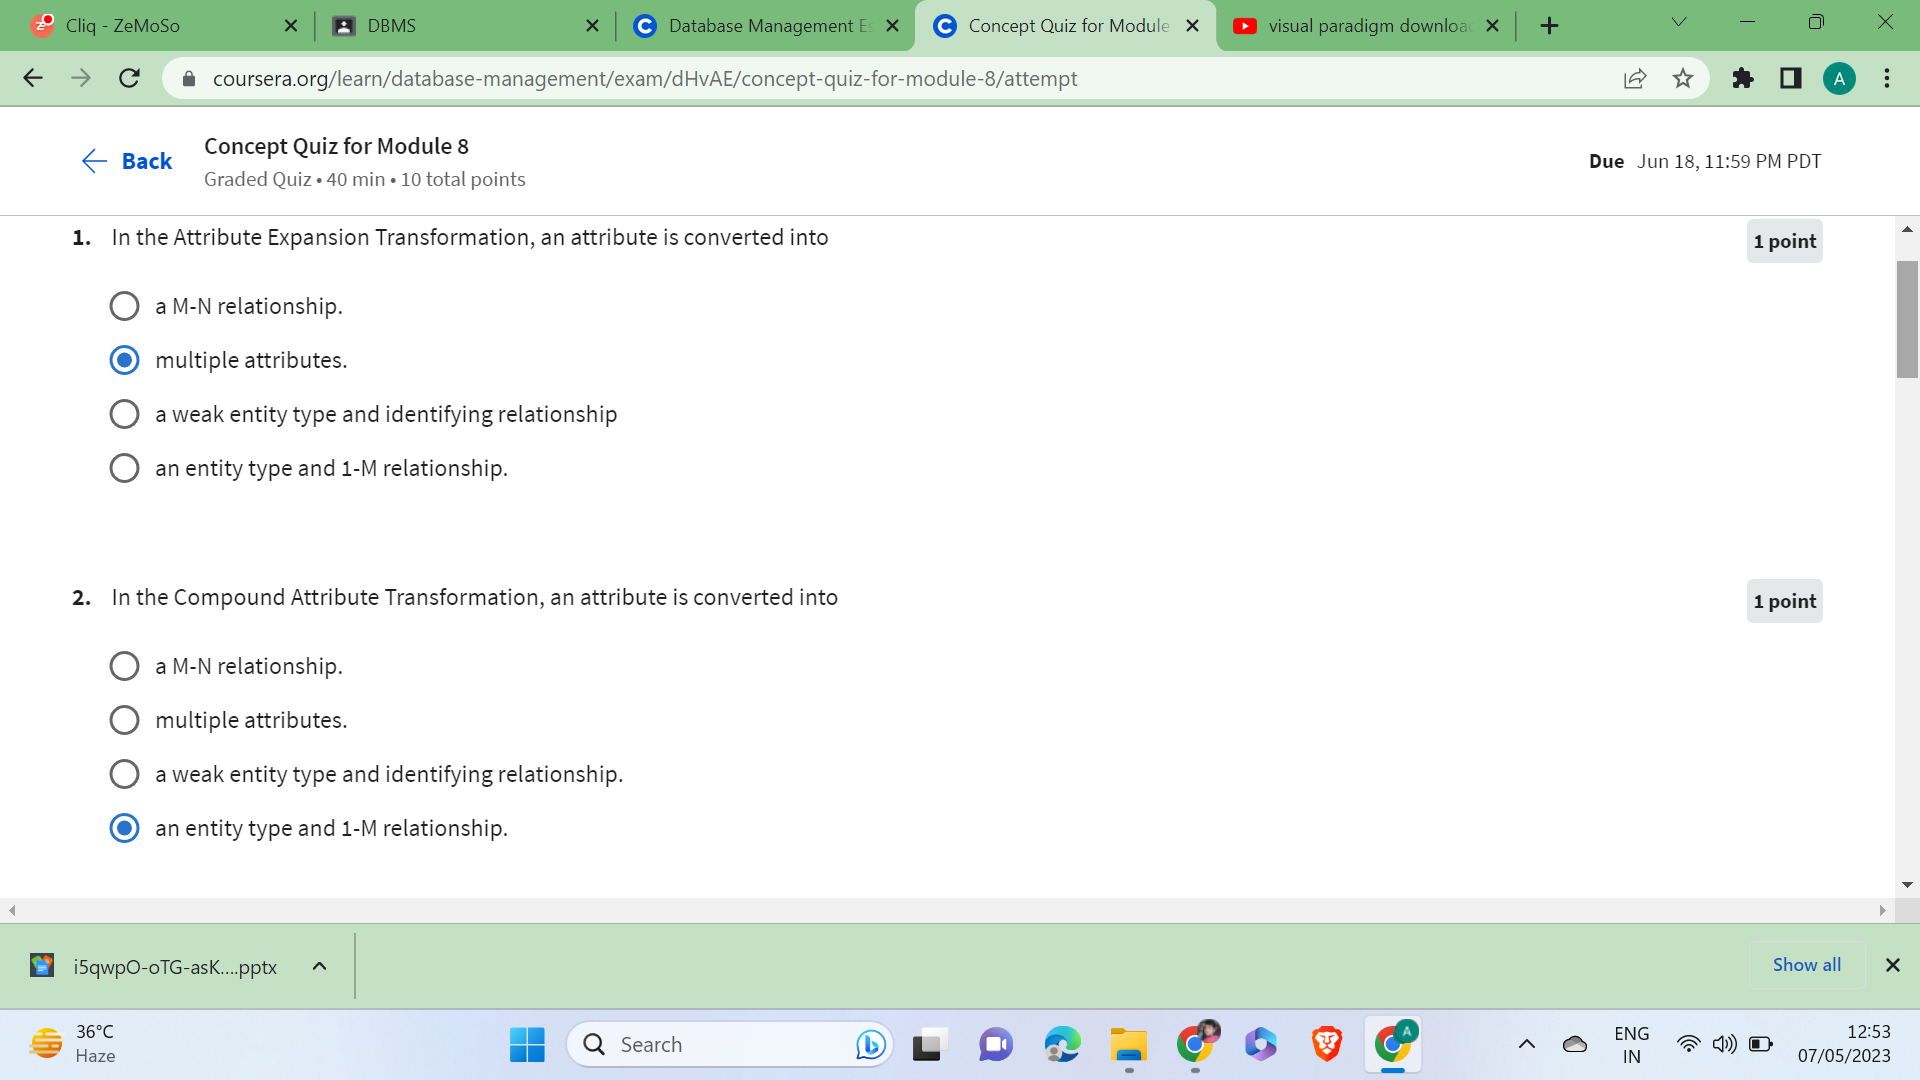 Cliq - ZeMoSo
DBMS
Database Management Es
Concept Quiz for Module
visual paradigm downloa
coursera.org/learn/database-management/exam/dHvAE/concept-quiz-for-module-8/attempt
A
Back
Concept Quiz for Module 8
Graded Quiz • 40 min • 10 total points
Due Jun 18, 11:59 PM PDT
1. In the Attribute Expansion Transformation, an attribute is converted into
1 point
a M-N relationship.
multiple attributes.
a weak entity type and identifying relationship
an entity type and 1-M relationship.
2. In the Compound Attribute Transformation, an attribute is converted into
1 point
a M-N relationship.
multiple attributes.
a weak entity type and identifying relationship.
an entity type and 1-M relationship.
i5qwpO-oTG-asK....pptx
Show all
36°C
Haze
Search
A
ENG
IN
12:53
07/05/2023